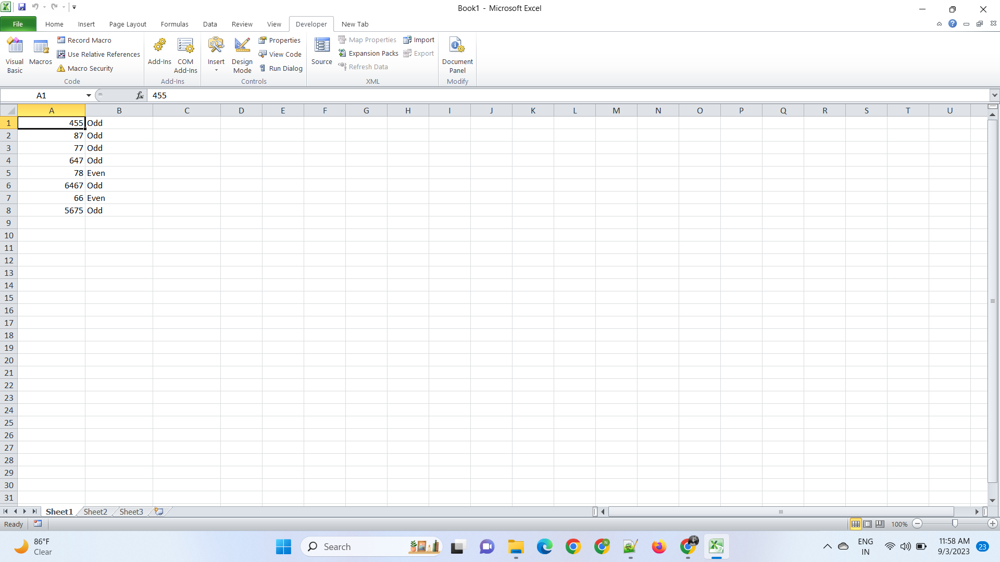 Book1 - Microsoft Excel
File Home Insert Page Layout Formulas Data Review View Developer New Tab
Visual Basic
Macros
Record Macro
Use Relative References
Macro Security
Code
Add-Ins
COM Add-Ins
Add-Ins
Insert
Design Mode
Properties
View Code
Run Dialog
Controls
Source
Map Properties
Expansion Packs
Refresh Data
Import
Export
XML
Document Panel
Modify
A1 fx 455
A B C D E F G H I J K L M N O P Q R S T U
1 455 Odd
2 87 Odd
3 77 Odd
4 647 Odd
5 78 Even
6 6467 Odd
7 66 Even
8 5675 Odd
9
10
11
12
13
14
15
16
17
18
19
20
21
22
23
24
25
26
27
28
29
30
31
Sheet1 Sheet2 Sheet3
Ready 100%
86°F
Clear
Search
N
ENG
IN
11:58 AM
9/3/2023
23